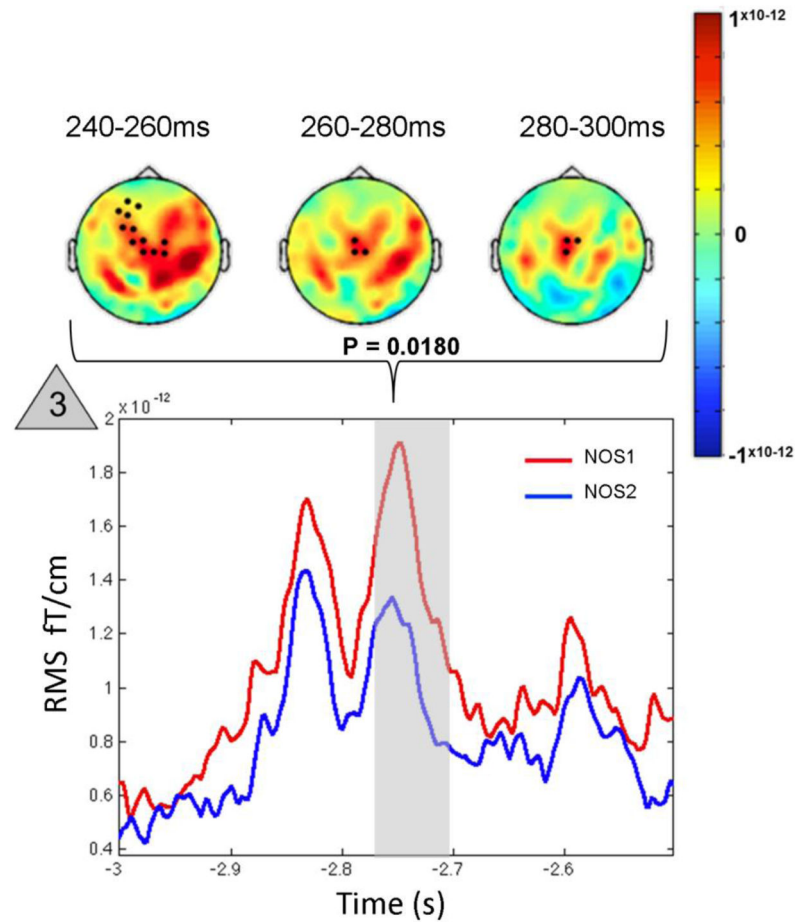 1x10-12
240-260ms 260-280ms 280-300ms
0
P = 0.0180
-1x10-12
3
x 10-12
2
1.8
1.6
1.4
1.2
1
0.8
0.6
0.4
RMS fT/cm
NOS1
NOS2
-3 -2.9 -2.8 -2.7 -2.6
Time (s)